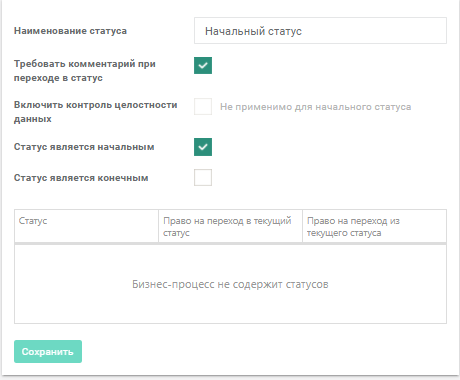 Наименование статуса
Начальный статус
Требовать комментарий при
переходе в статус
Включить контроль целостности
данных
Не применимо для начального статуса
Статус является начальным
Статус является конечным
Статус
Право на переход в текущий
статус
Право на переход из
текущего статуса
Бизнес-процесс не содержит статусов
Сохранить